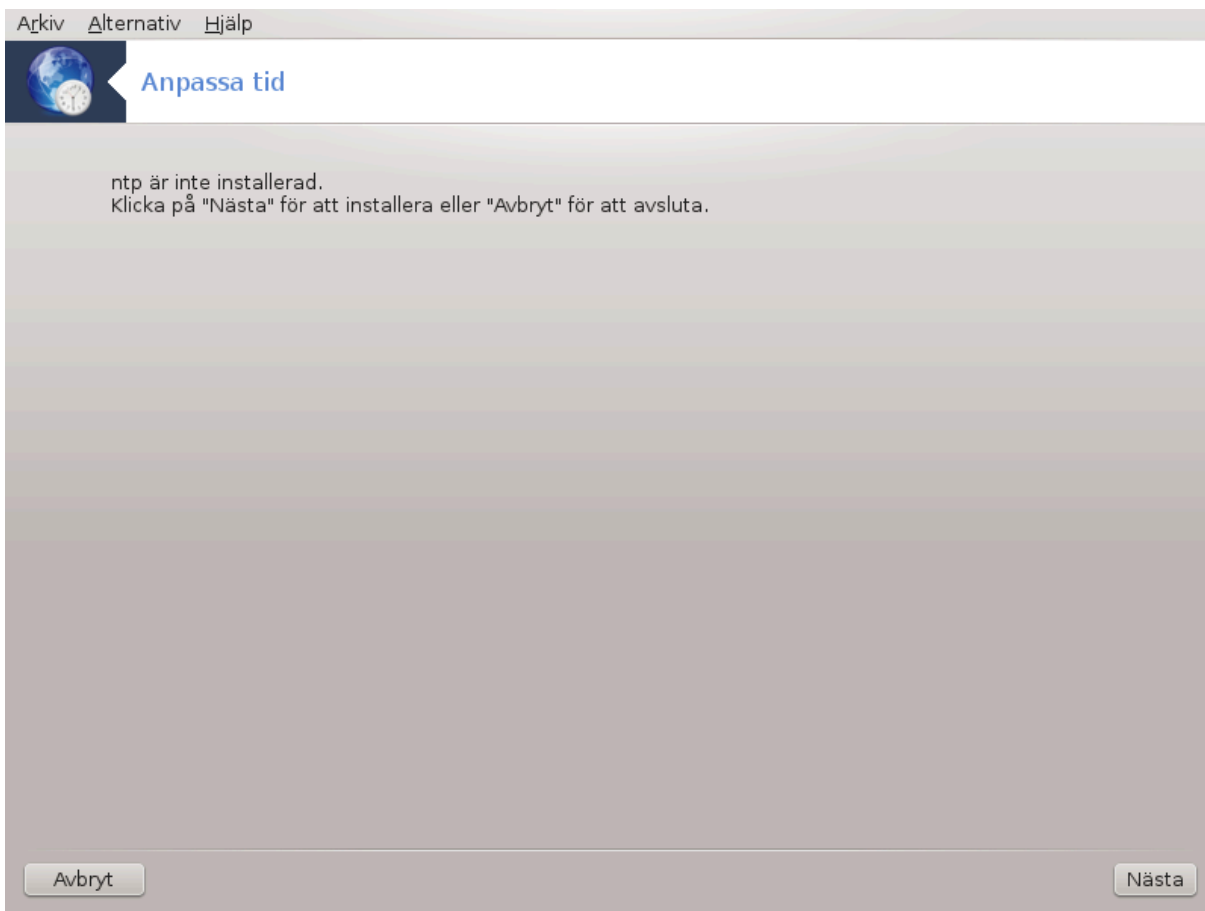 Arkiv Alternativ Hjälp
Anpassa tid
ntp är inte installerad.
Klicka på "Nästa" för att installera eller "Avbryt" för att avsluta.
Avbryt Nästa